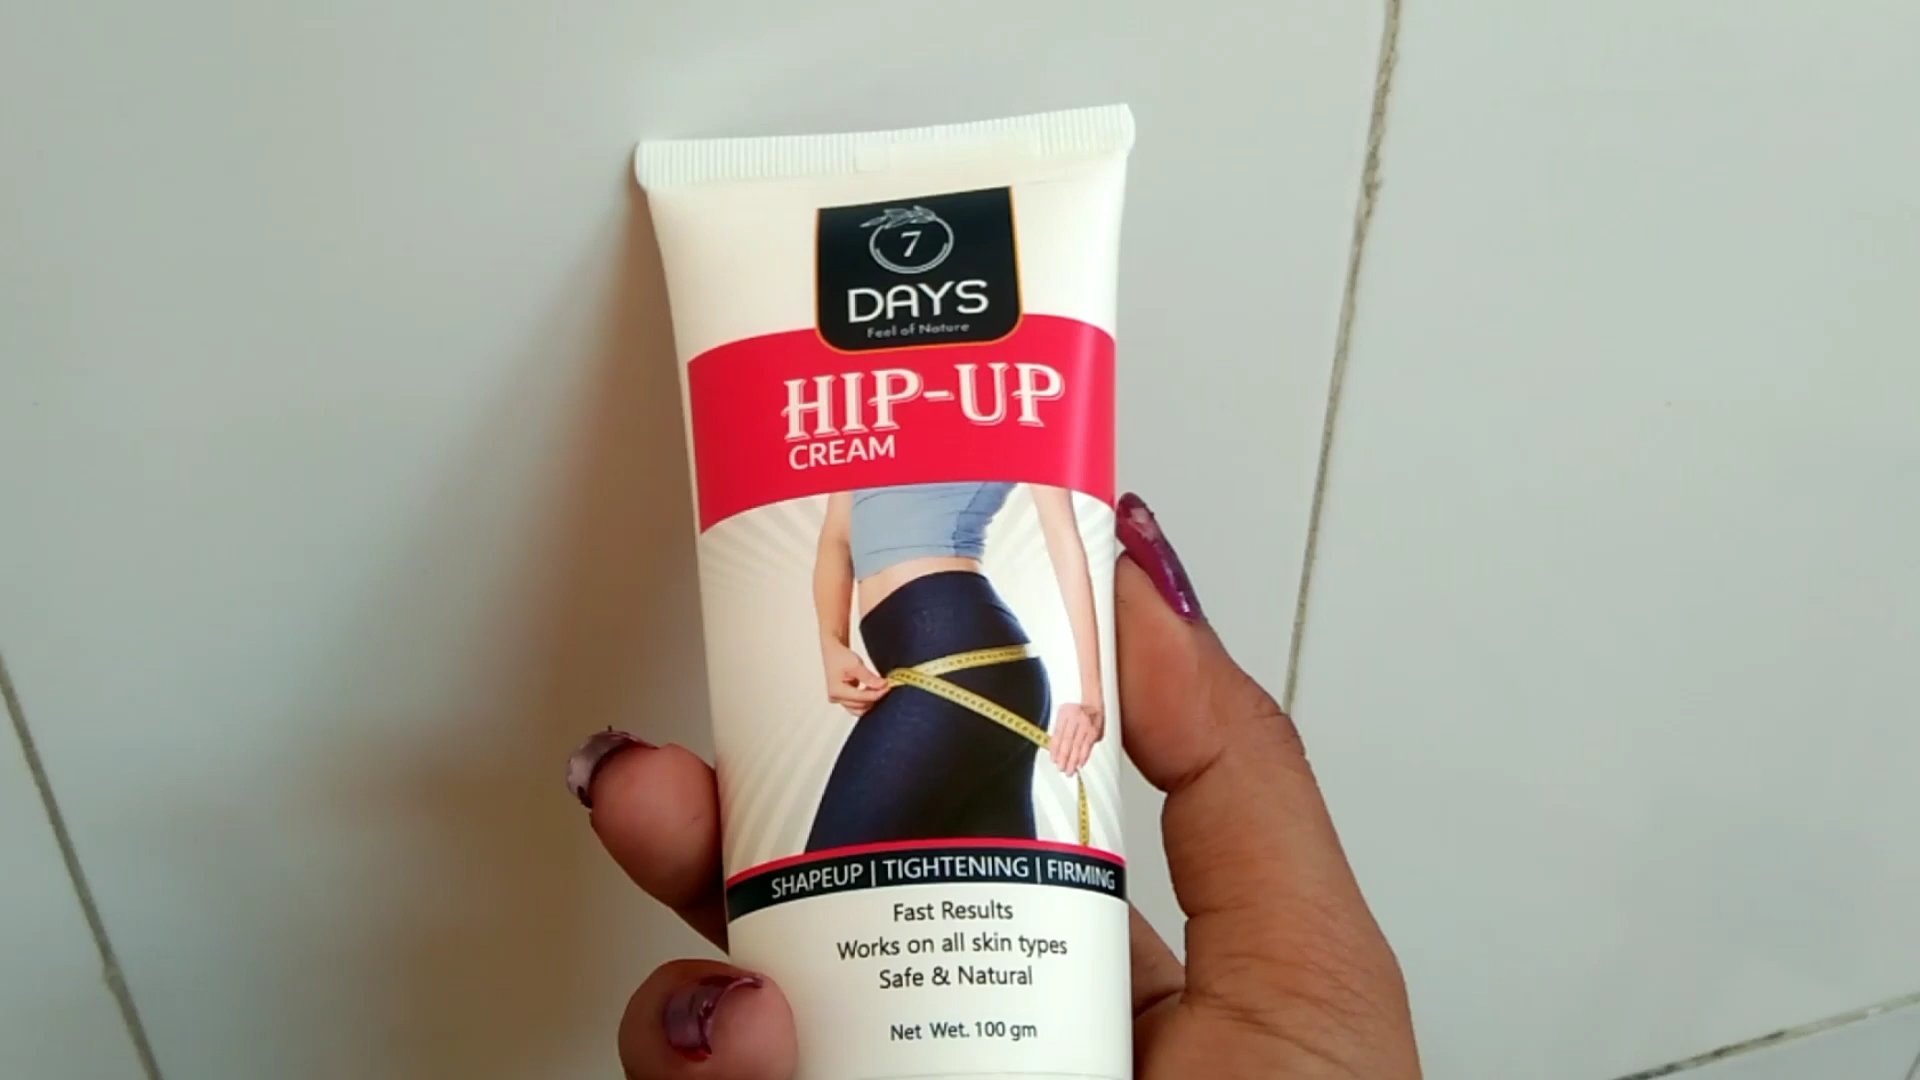 7
DAYS
Feel of Nature
HIP-UP
CREAM
SHAPEUP | TIGHTENING | FIRMING
Fast Results
Works on all skin types
Safe & Natural
Net Wet. 100 gm